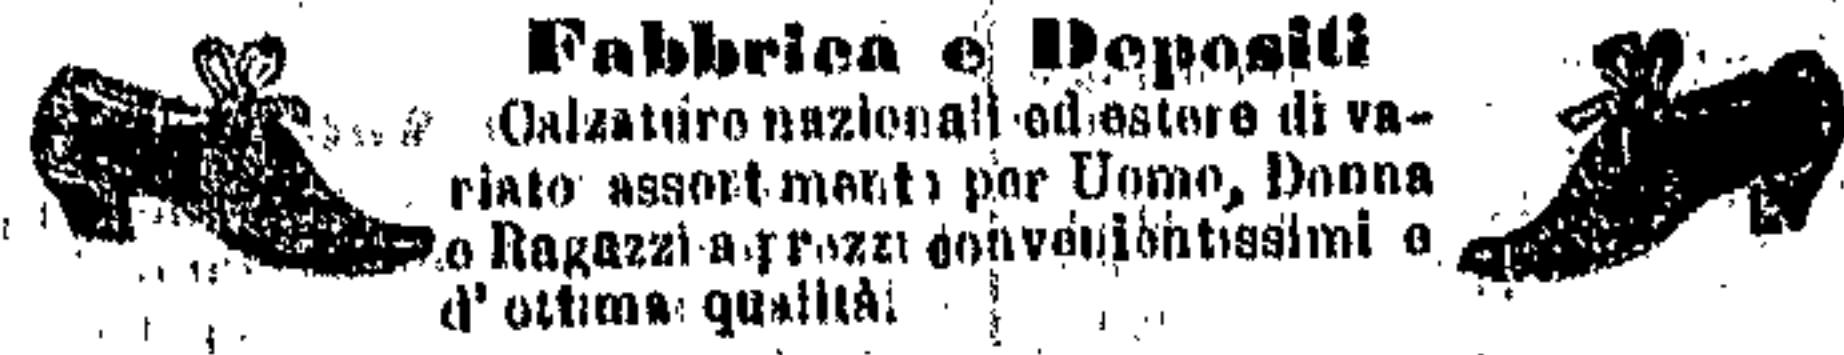 Fabbrica e Depositi
Calzature nazionali ed estere di va-
riato assortimento per Uomo, Donna
e Ragazzi a prezzi convenientissimi e
d'ottima qualità.